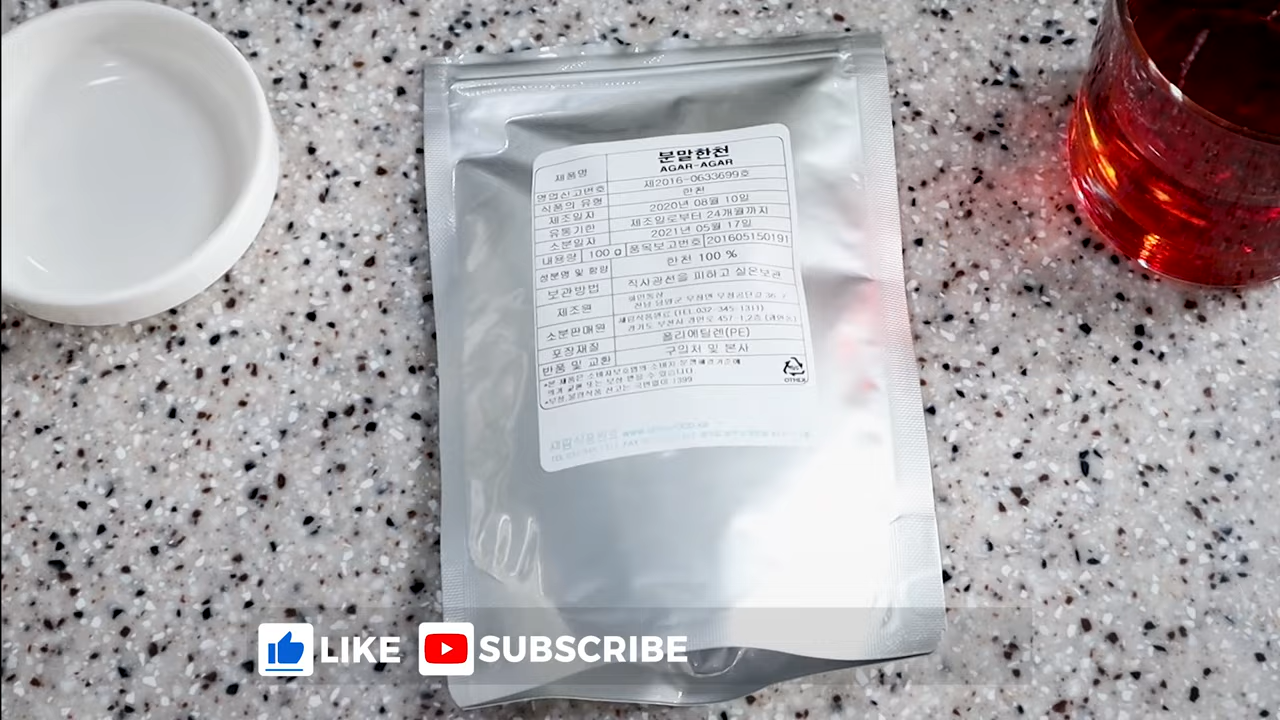 제품명 분말한천
AGAR-AGAR
영업신고번호 제2016-0633699호
식품의 유형 한천
제조일자 2020년 08월 10일
유통기한 제조일로부터 24개월까지
소분일자 2021년 05월 17일
내용량 100 g 품목보고번호 201605150191
성분명 및 함량 한천 100 %
보관방법 직사광선을 피하고 실온보관
제조원
소분판매원
포장재질 폴리에틸렌(PE)
반품 및 교환 구입처 및 본사
OTHER
LIKE SUBSCRIBE